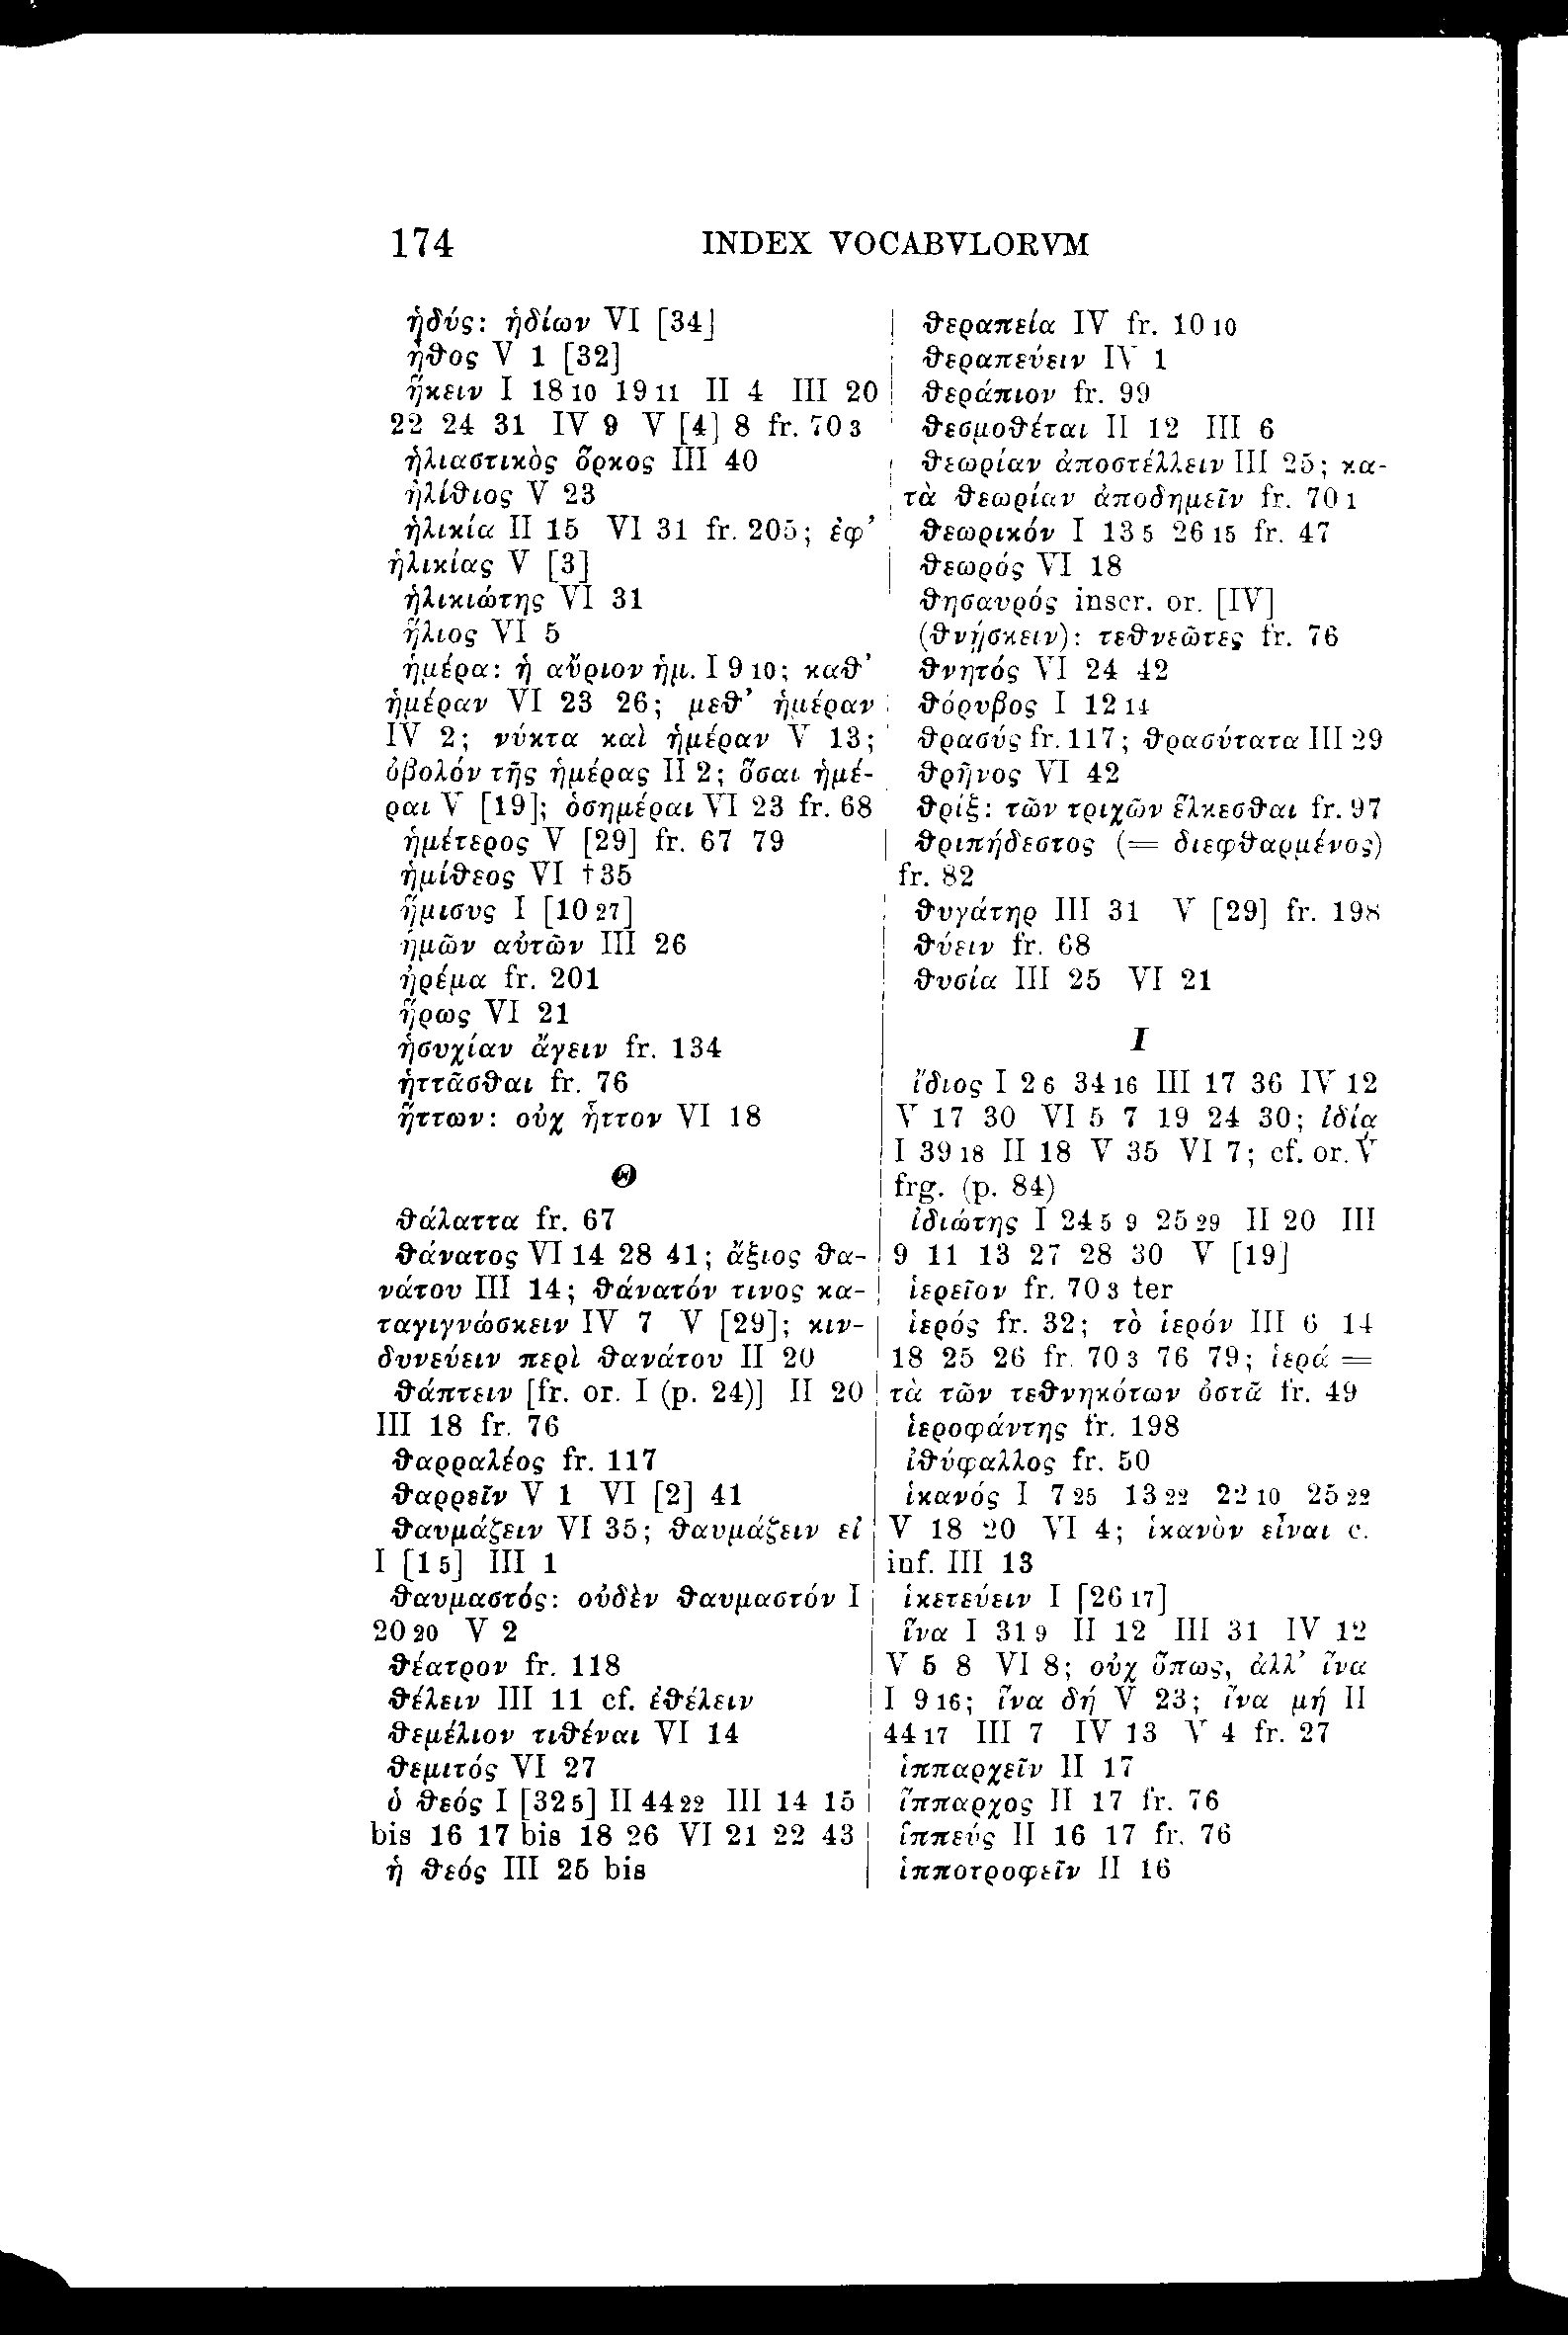 174 INDEX VOCABVLORVM
ἡδύς: ἡδίων VI [34]
ἦθος V 1 [32]
ἥκειν I 18 10 19 11 II 4 III 20
22 24 31 IV 9 V [4] 8 fr. 70 3
ἡλιαστικὸς ὅρκος III 40
ἠλίθιος V 23
ἡλικία II 15 VI 31 fr. 205; ἐφ’
ἡλικίας V [3]
ἡλικιώτης VI 31
ἥλιος VI 5
ἡμέρα: ἡ αὔριον ἡμ. I 9 10; καθ’
ἡμέραν VI 23 26; μεθ’ ἡμέραν
IV 2; νύκτα καὶ ἡμέραν V 13;
ὀβολόν τῆς ἡμέρας II 2; ὅσαι ἡμέ-
ραι V [19]; ὁσημέραι VI 23 fr. 68
ἡμέτερος V [29] fr. 67 79
ἡμίθεος VI †35
ἥμισυς I [10 27]
ἡμῶν αὐτῶν III 26
ἠρέμα fr. 201
ἥρως VI 21
ἡσυχίαν ἄγειν fr. 134
ἡττᾶσθαι fr. 76
ἥττων: οὐχ ἧττον VI 18
Θ
θάλαττα fr. 67
θάνατος VI 14 28 41; ἄξιος θα-
νάτου III 14; θάνατόν τινος κα-
ταγιγνώσκειν IV 7 V [29]; κιν-
δυνεύειν περὶ θανάτου II 20
θάπτειν [fr. or. I (p. 24)] II 20
III 18 fr. 76
θαρραλέος fr. 117
θαρρεῖν V 1 VI [2] 41
θαυμάζειν VI 35; θαυμάζειν εἰ
I [1 5] III 1
θαυμαστός: οὐδὲν θαυμαστόν I
20 20 V 2
θέατρον fr. 118
θέλειν III 11 cf. ἐθέλειν
θεμέλιον τιθέναι VI 14
θεμιτός VI 27
ὁ θεός I [32 5] II 44 22 III 14 15
bis 16 17 bis 18 26 VI 21 22 43
ἡ θεός III 25 bis
θεραπεία IV fr. 10 10
θεραπεύειν IV 1
θεράπιον fr. 99
θεσμοθέται II 12 III 6
θεωρίαν ἀποστέλλειν III 25; κα-
τὰ θεωρίαν ἀποδημεῖν fr. 70 1
θεωρικόν I 13 5 26 15 fr. 47
θεωρός VI 18
θησαυρός inscr. or. [IV]
(θνῄσκειν): τεθνεῶτες fr. 76
θνητός VI 24 42
θόρυβος I 12 14
θρασύς fr. 117; θρασύτατα III 29
θρῆνος VI 42
θρίξ: τῶν τριχῶν ἕλκεσθαι fr. 97
θριπήδεστος (= διεφθαρμένος)
fr. 82
θυγάτηρ III 31 V [29] fr. 198
θύειν fr. 68
θυσία III 25 VI 21
I
ἴδιος I 2 6 34 16 III 17 36 IV 12
V 17 30 VI 5 7 19 24 30; ἰδίᾳ
I 39 18 II 18 V 35 VI 7; cf. or. V
frg. (p. 84)
ἰδιώτης I 24 5 9 25 29 II 20 III
9 11 13 27 28 30 V [19]
ἱερεῖον fr. 70 3 ter
ἱερός fr. 32; τὸ ἱερόν III 6 14
18 25 26 fr. 70 3 76 79; ἱερά =
τὰ τῶν τεθνηκότων ὀστᾶ fr. 49
ἱεροφάντης fr. 198
ἰθύφαλλος fr. 50
ἱκανός I 7 25 13 22 22 10 25 22
V 18 20 VI 4; ἱκανὸν εἶναι c.
inf. III 13
ἱκετεύειν I [26 17]
ἵνα I 31 9 II 12 III 31 IV 12
V 5 8 VI 8; οὐχ ὅπως, ἀλλ’ ἵνα
I 9 16; ἵνα δή V 23; ἵνα μή II
44 17 III 7 IV 13 V 4 fr. 27
ἱππαρχεῖν II 17
ἵππαρχος II 17 fr. 76
ἱππεύς II 16 17 fr. 76
ἱπποτροφεῖν II 16